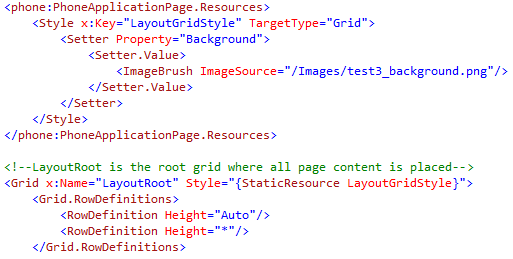 <phone:PhoneApplicationPage.Resources>
    <Style x:Key="LayoutGridStyle" TargetType="Grid">
        <Setter Property="Background">
            <Setter.Value>
                <ImageBrush ImageSource="/Images/test3_background.png"/>
            </Setter.Value>
        </Setter>
    </Style>
</phone:PhoneApplicationPage.Resources>

<!--LayoutRoot is the root grid where all page content is placed-->
<Grid x:Name="LayoutRoot" Style="{StaticResource LayoutGridStyle}">
    <Grid.RowDefinitions>
        <RowDefinition Height="Auto"/>
        <RowDefinition Height="*"/>
    </Grid.RowDefinitions>